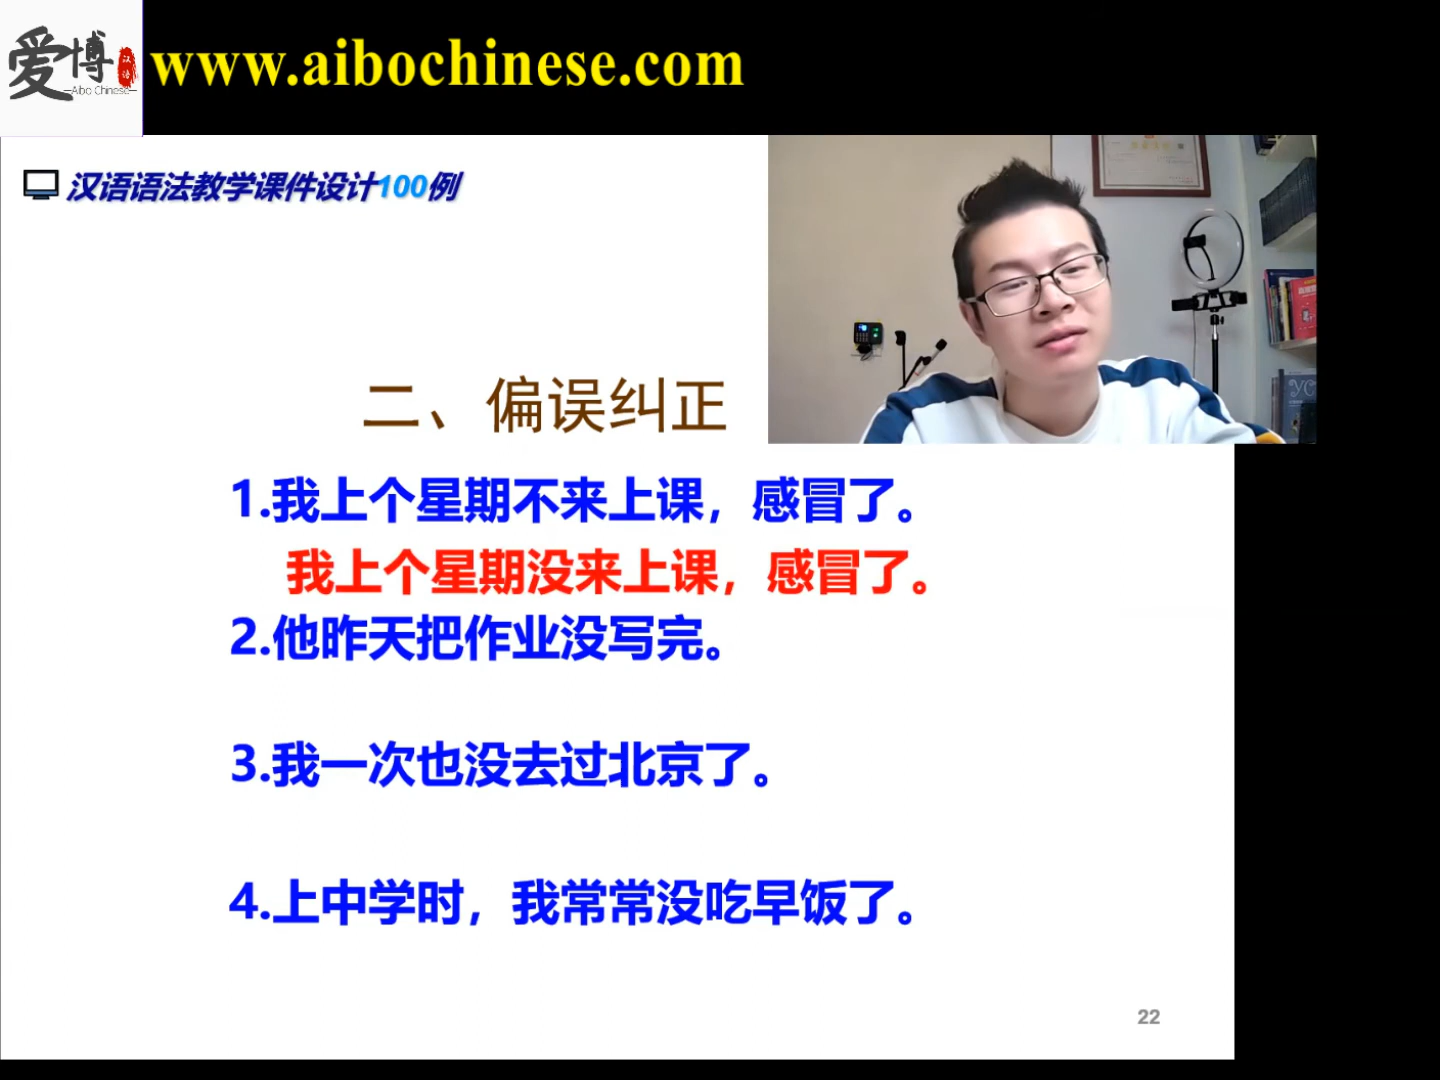 爱博
汉语
Aibo Chinese
www.aibochinese.com
汉语语法教学课件设计100例
二、偏误纠正
1.我上个星期不来上课，感冒了。
我上个星期没来上课，感冒了。
2.他昨天把作业没写完。
3.我一次也没去过北京了。
4.上中学时，我常常没吃早饭了。
22